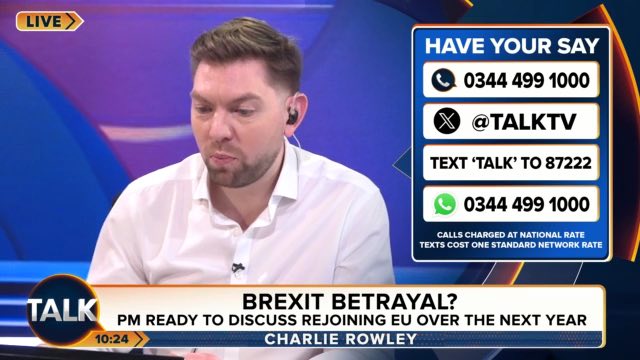 LIVE
HAVE YOUR SAY
0344 499 1000
@TALKTV
TEXT ‘TALK’ TO 87222
0344 499 1000
CALLS CHARGED AT NATIONAL RATE
TEXTS COST ONE STANDARD NETWORK RATE
TALK
10:24
BREXIT BETRAYAL?
PM READY TO DISCUSS REJOINING EU OVER THE NEXT YEAR
CHARLIE ROWLEY